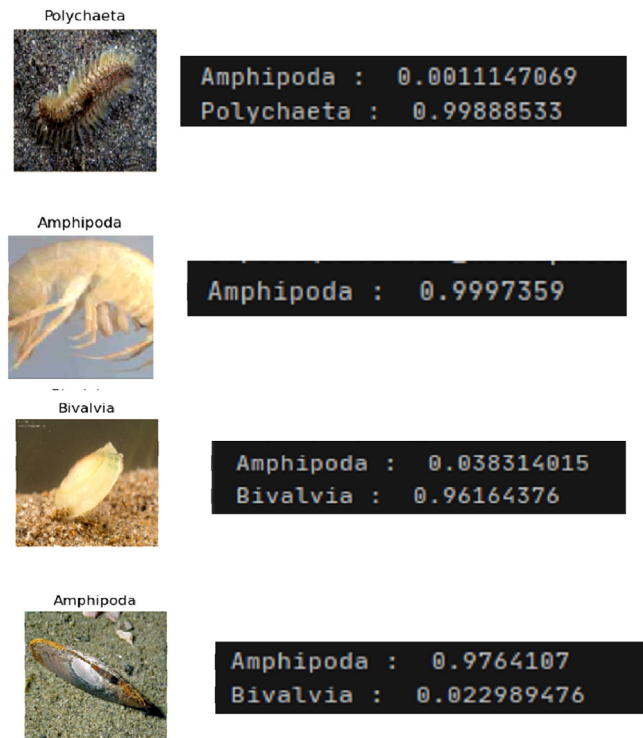 Polychaeta
Amphipoda : 0.0011147069
Polychaeta : 0.99888533
Amphipoda
Amphipoda : 0.9997359
Bivalvia
Amphipoda : 0.038314015
Bivalvia : 0.96164376
Amphipoda
Amphipoda : 0.9764107
Bivalvia : 0.022989476